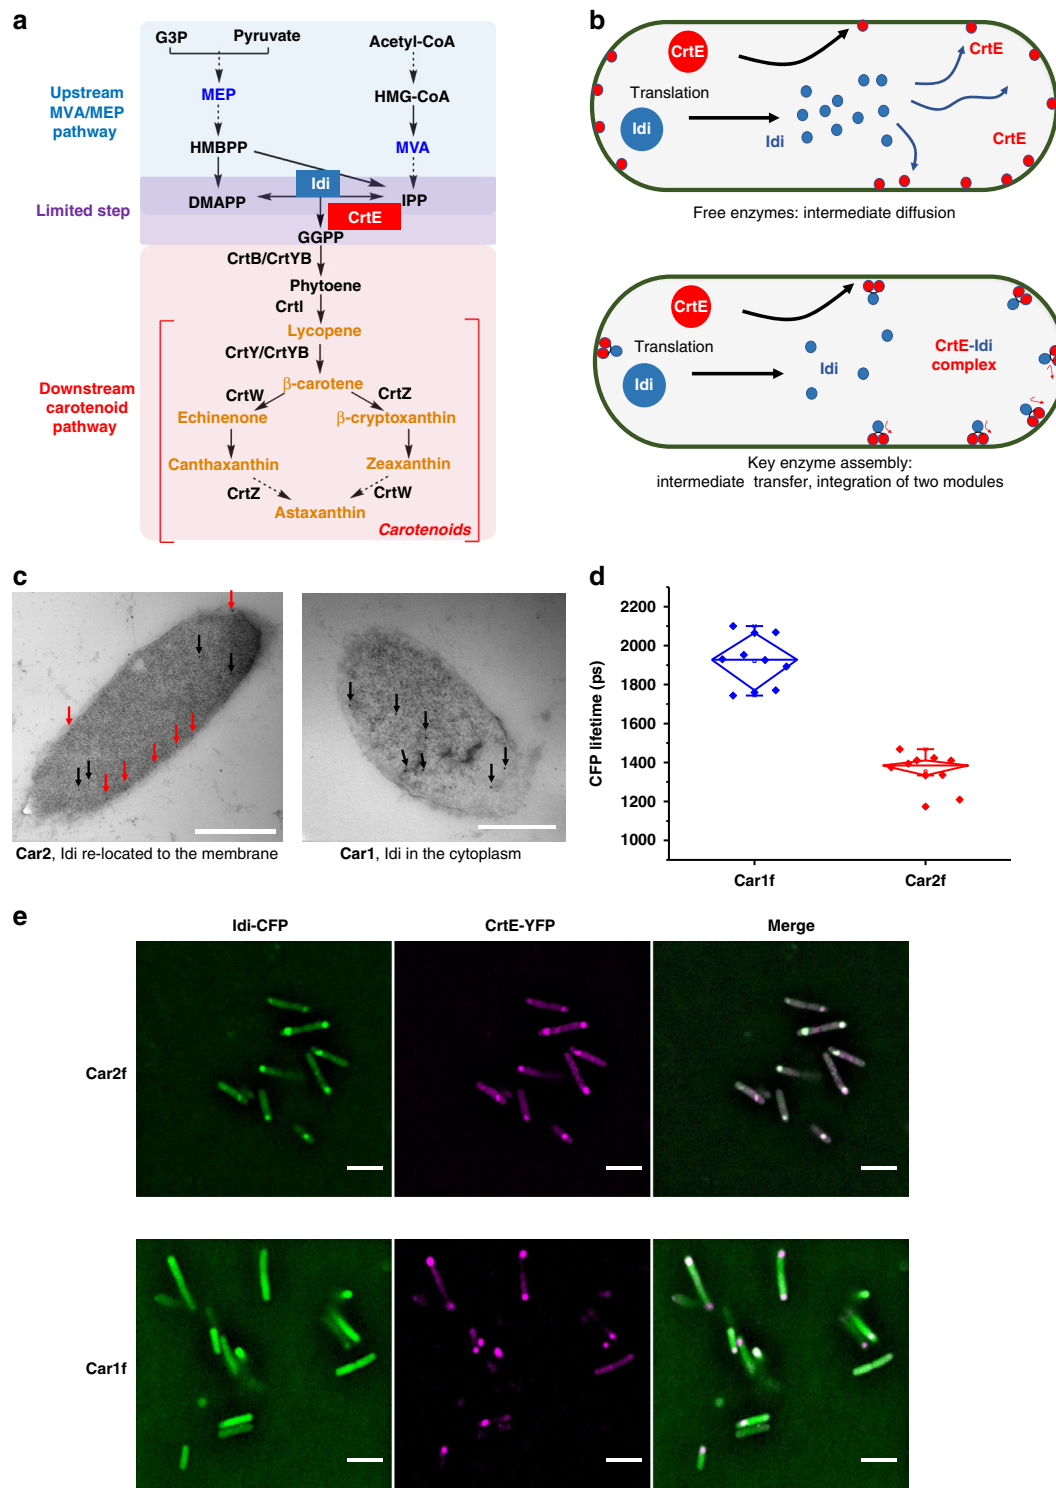 a
G3P
Pyruvate
Acetyl-CoA
Upstream
MVA/MEP
pathway
MEP
HMG-CoA
HMBPP
MVA
Idi
Limited step
DMAPP
IPP
CrtE
GGPP
CrtB/CrtYB
Phytoene
CrtI
Lycopene
CrtY/CrtYB
Downstream
carotenoid
pathway
β-carotene
CrtW
CrtZ
Echinenone
β-cryptoxanthin
Canthaxanthin
Zeaxanthin
CrtZ
CrtW
Astaxanthin
Carotenoids
b
CrtE
CrtE
Translation
Idi
Idi
CrtE
Free enzymes: intermediate diffusion
CrtE
Translation
Idi
Idi
CrtE-Idi
complex
Key enzyme assembly:
intermediate transfer, integration of two modules
c
Car2, Idi re-located to the membrane
Car1, Idi in the cytoplasm
d
CFP lifetime (ps)
2200
2000
1800
1600
1400
1200
1000
Car1f
Car2f
e
Idi-CFP
CrtE-YFP
Merge
Car2f
Car1f